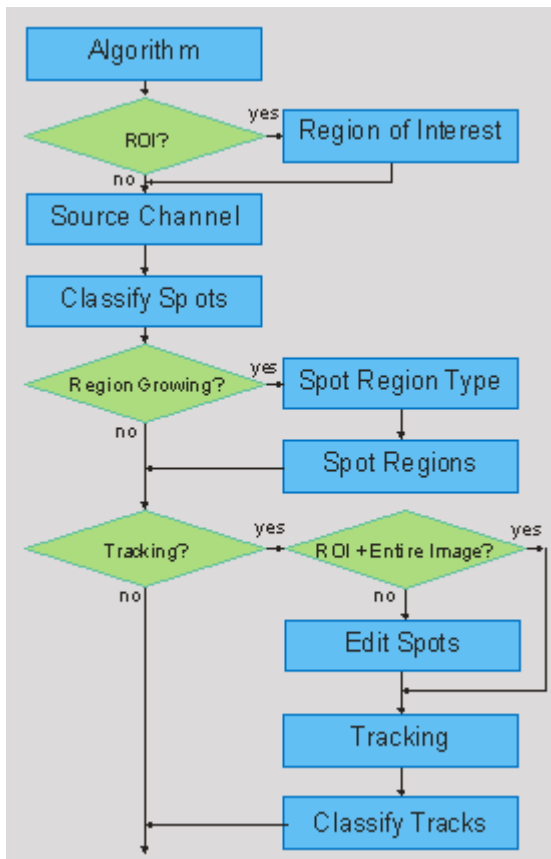 Algorithm
ROI?
yes
Region of Interest
no
Source Channel
Classify Spots
Region Growing?
yes
Spot Region Type
no
Spot Regions
Tracking?
yes
ROI +Entire Image?
yes
no
no
Edit Spots
Tracking
Classify Tracks